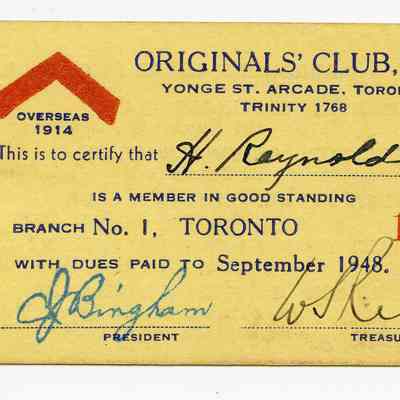 ORIGINALS' CLUB,
YONGE ST. ARCADE, TORO
TRINITY 1768
OVERSEAS
1914
This is to certify that H. Reynold
IS A MEMBER IN GOOD STANDING
BRANCH No. 1, TORONTO
WITH DUES PAID TO September 1948.
J Bingham
PRESIDENT TREASU